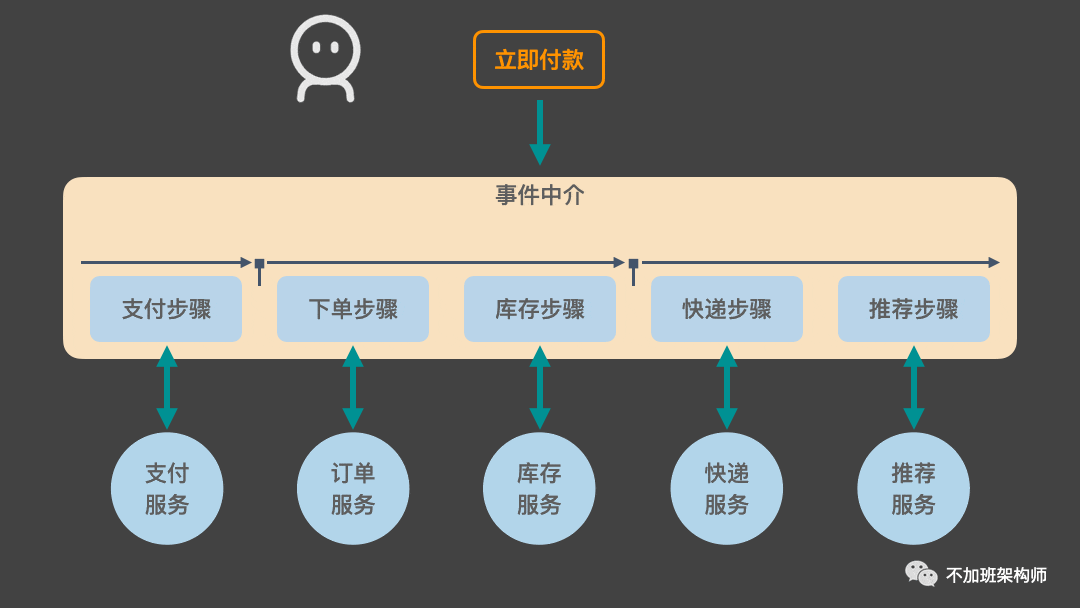 立即付款
事件中介
支付步骤
下单步骤
库存步骤
快递步骤
推荐步骤
支付
服务
订单
服务
库存
服务
快递
服务
推荐
服务
不加班架构师